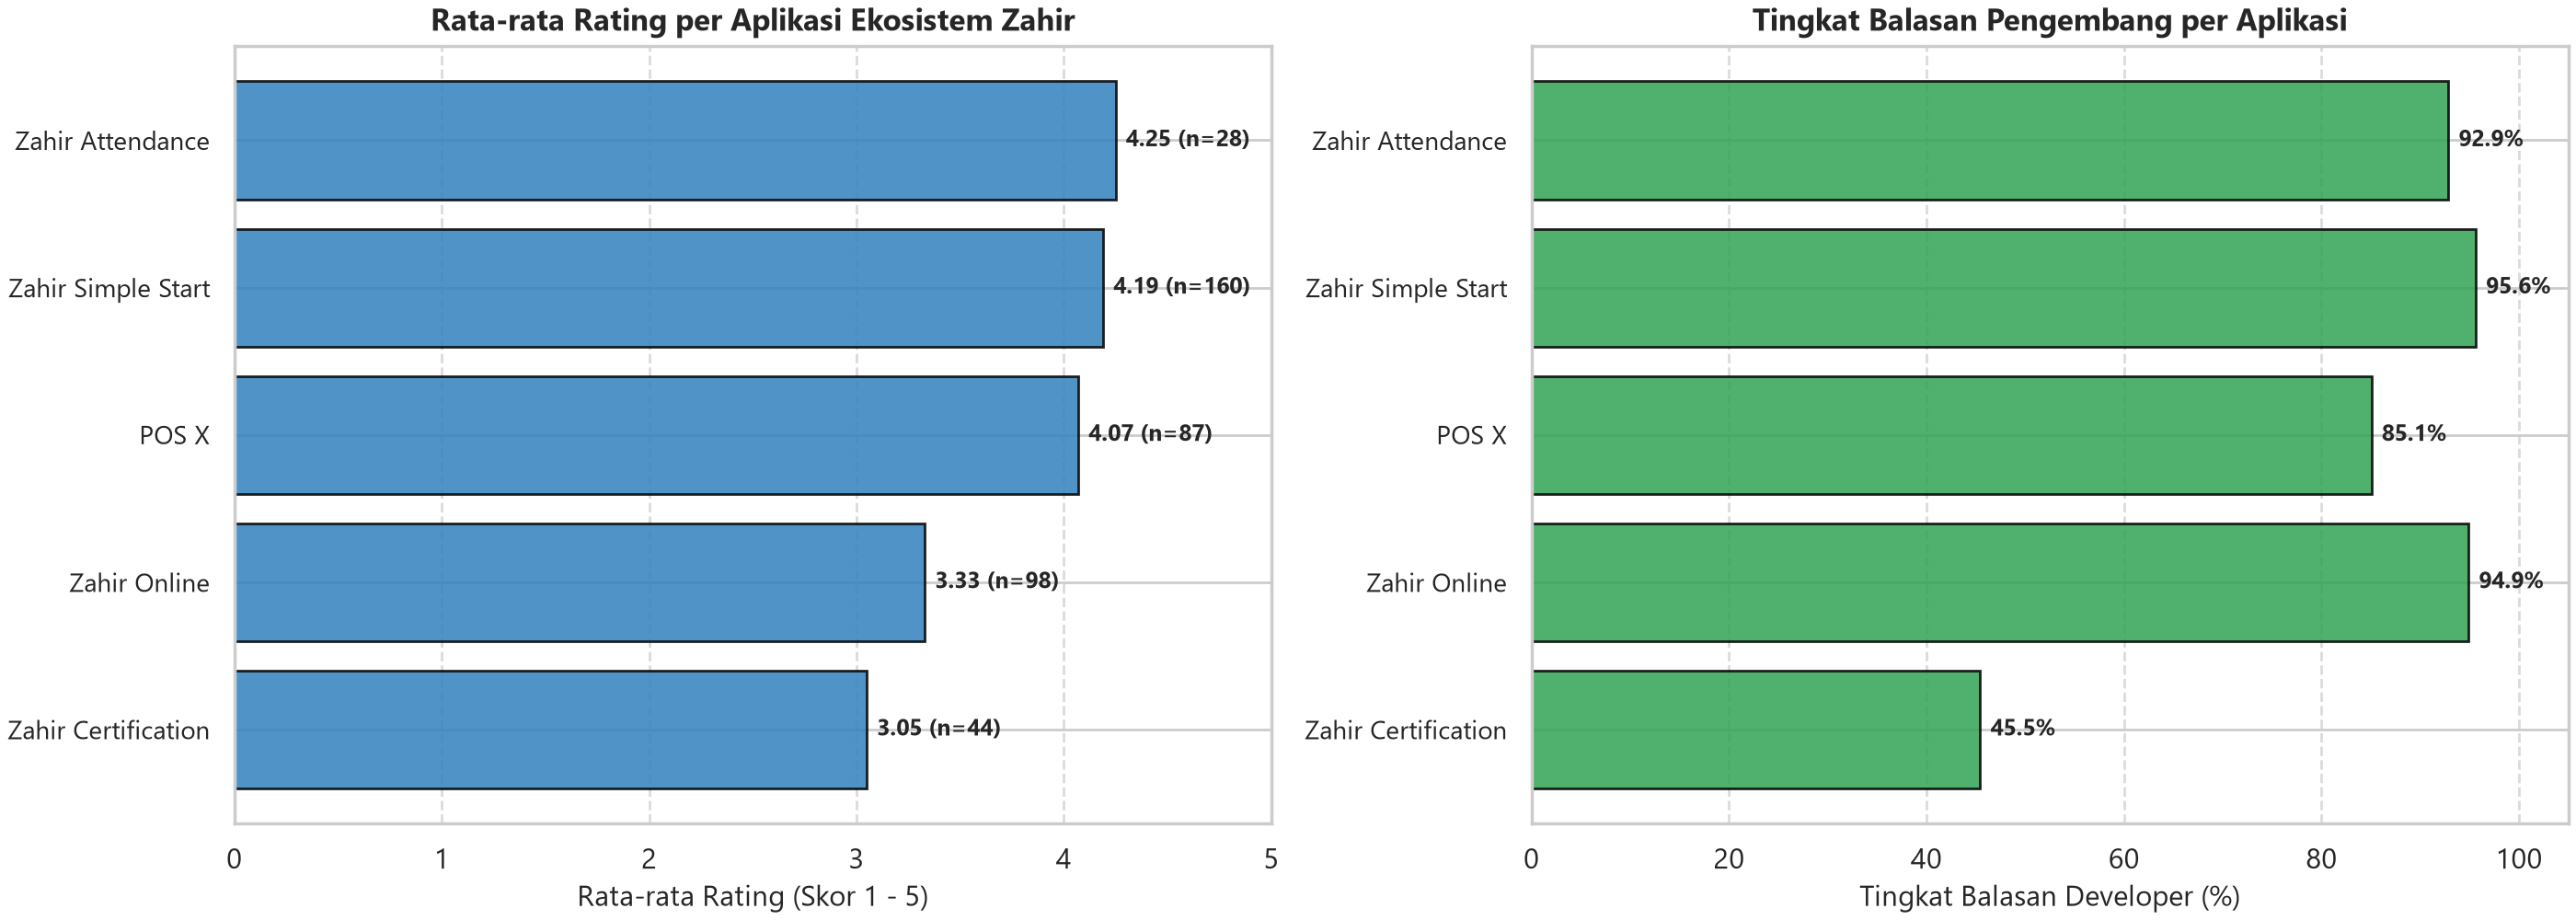 Rata-rata Rating per Aplikasi Ekosistem Zahir
Zahir Attendance
4.25 (n=28)
Zahir Simple Start
4.19 (n=160)
POS X
4.07 (n=87)
Zahir Online
3.33 (n=98)
Zahir Certification
3.05 (n=44)
0 1 2 3 4 5
Rata-rata Rating (Skor 1 - 5)
Tingkat Balasan Pengembang per Aplikasi
Zahir Attendance
92.9%
Zahir Simple Start
95.6%
POS X
85.1%
Zahir Online
94.9%
Zahir Certification
45.5%
0 20 40 60 80 100
Tingkat Balasan Developer (%)